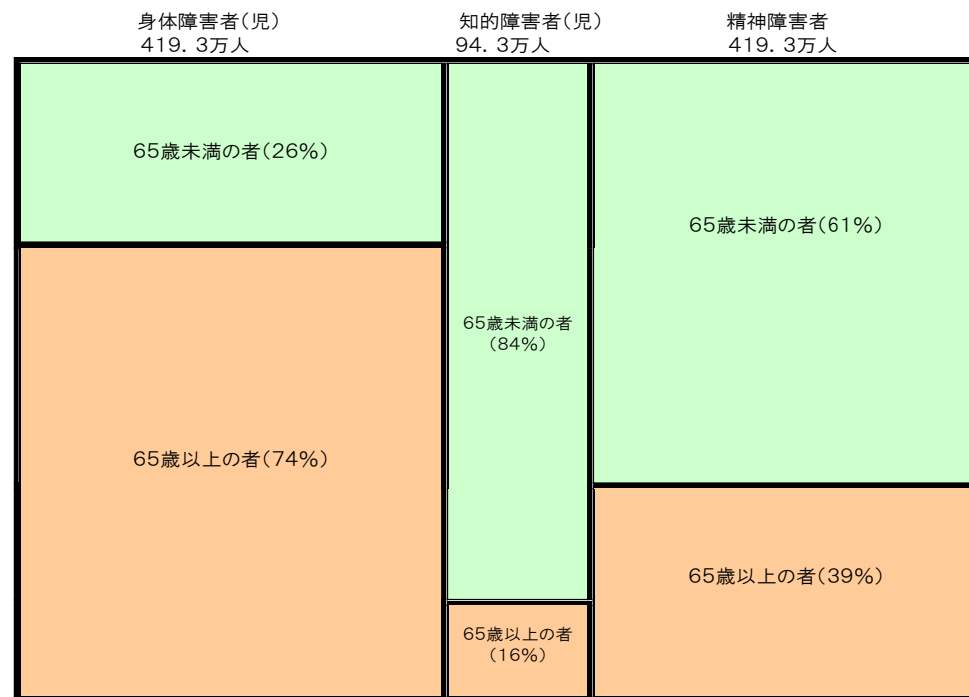 身体障害者(児)
419.3万人
知的障害者(児)
94.3万人
精神障害者
419.3万人
65歳未満の者(26%)
65歳以上の者(74%)
65歳未満の者
(84%)
65歳以上の者
(16%)
65歳未満の者(61%)
65歳以上の者(39%)